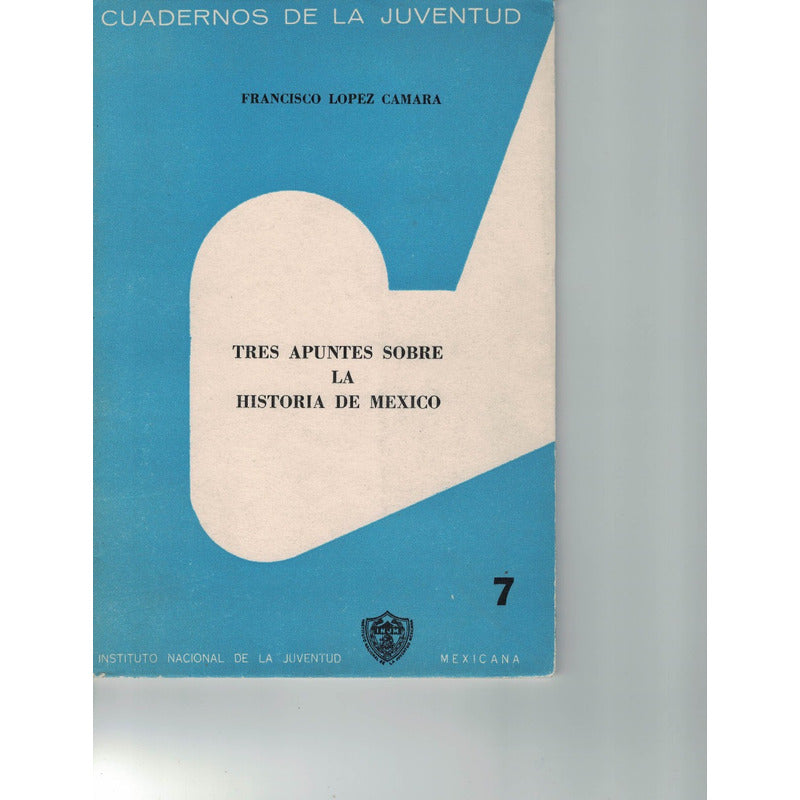 CUADERNOS DE LA JUVENTUD
FRANCISCO LOPEZ CAMARA
TRES APUNTES SOBRE
LA
HISTORIA DE MEXICO
7
INJM
INSTITUTO NACIONAL DE LA JUVENTUD MEXICANA